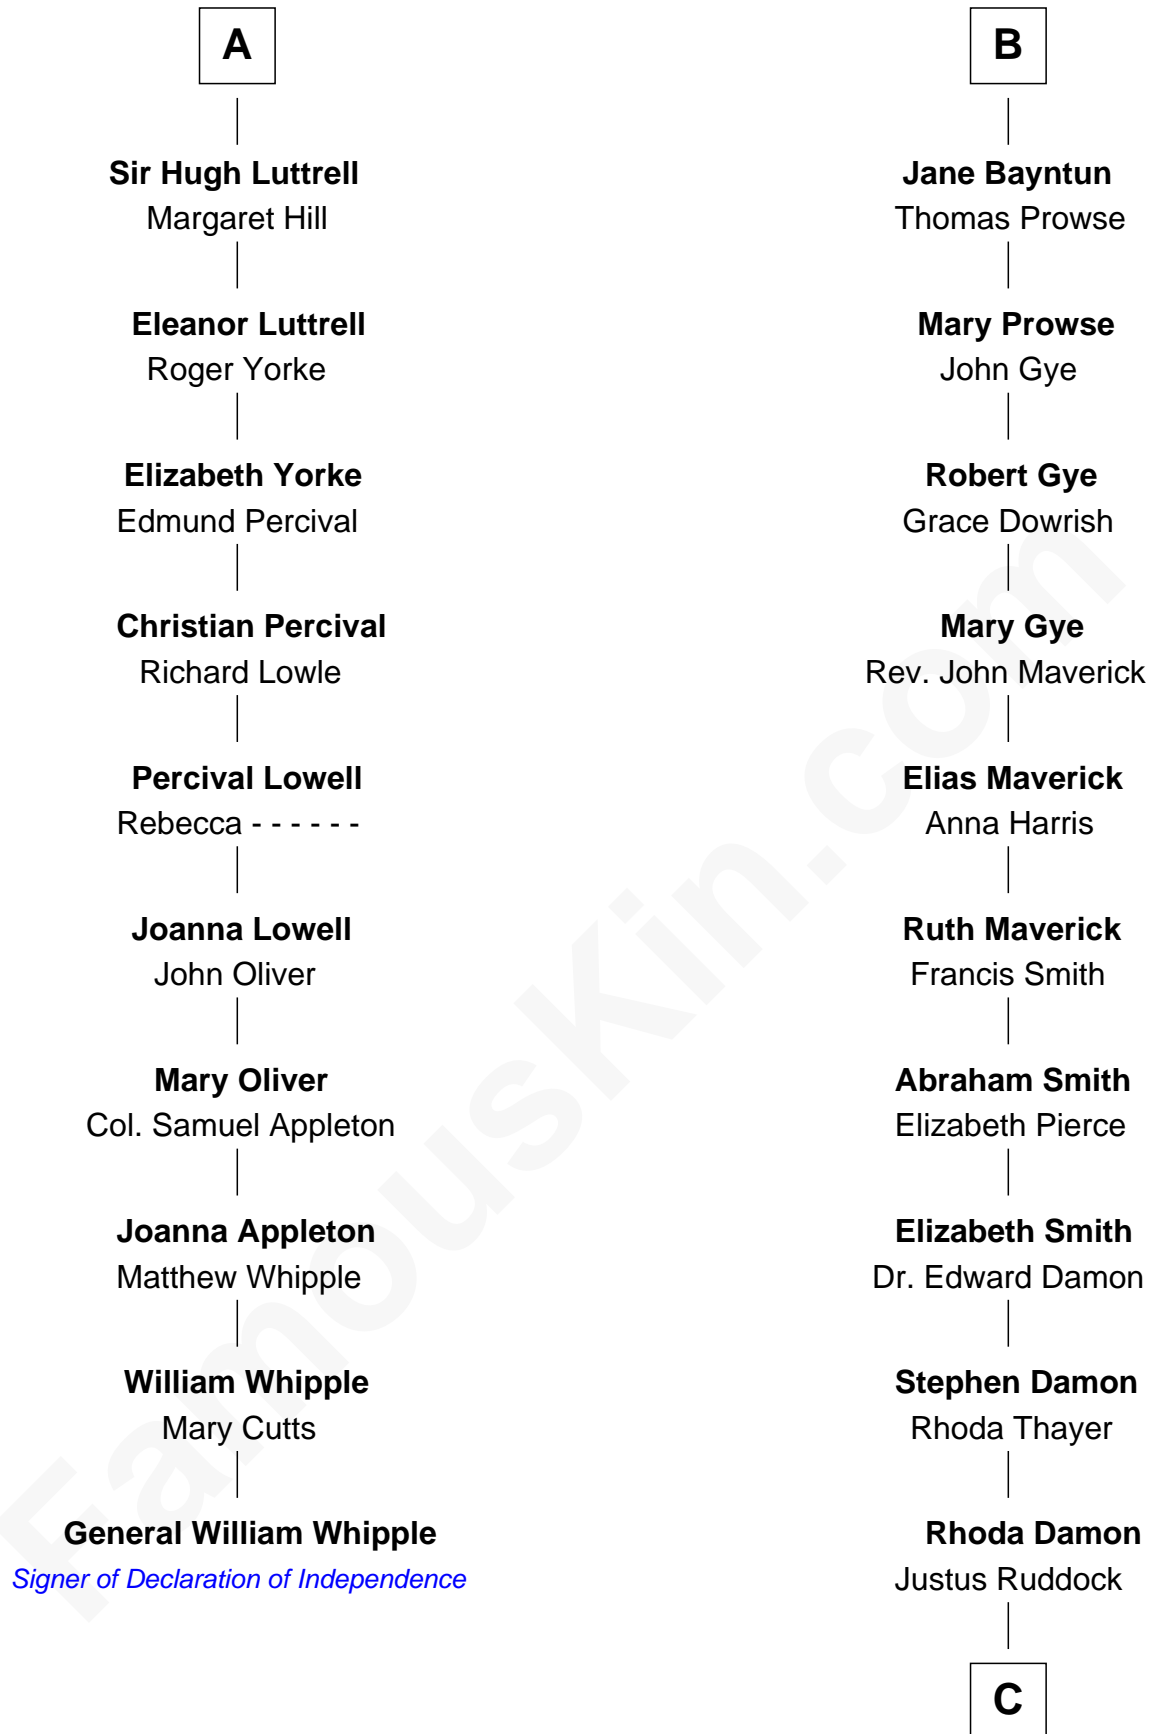 A
Sir Hugh Luttrell
Margaret Hill
Eleanor Luttrell
Roger Yorke
Elizabeth Yorke
Edmund Percival
Christian Percival
Richard Lowle
Percival Lowell
Rebecca - - - - - -
Joanna Lowell
John Oliver
Mary Oliver
Col. Samuel Appleton
Joanna Appleton
Matthew Whipple
William Whipple
Mary Cutts
General William Whipple
Signer of Declaration of Independence
B
Jane Bayntun
Thomas Prowse
Mary Prowse
John Gye
Robert Gye
Grace Dowrish
Mary Gye
Rev. John Maverick
Elias Maverick
Anna Harris
Ruth Maverick
Francis Smith
Abraham Smith
Elizabeth Pierce
Elizabeth Smith
Dr. Edward Damon
Stephen Damon
Rhoda Thayer
Rhoda Damon
Justus Ruddock
C
FamousKin.com